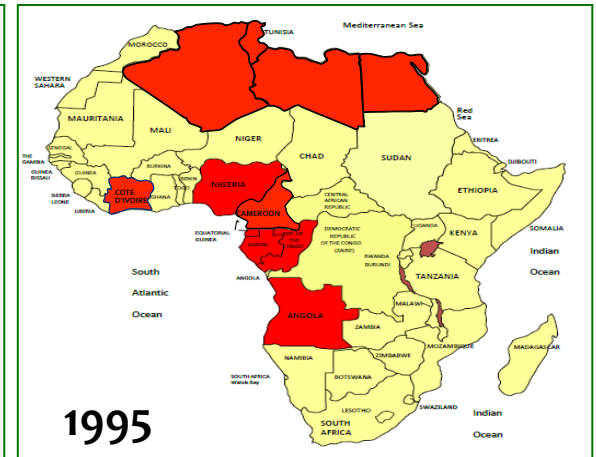 Mediterranean Sea
TUNISIA
MOROCCO
WESTERN
SAHARA
MAURITANIA
MALI
NIGER
CHAD
SUDAN
Red
Sea
ERITREA
DJIBOUTI
THE
GAMBIA
SENEGAL
GUINEA
BISSAU
GUINEA
SIERRA
LEONE
LIBERIA
BURKINA
COTE
D'IVOIRE
GHANA
TOGO
BENIN
NIGERIA
CAMEROON
CENTRAL
AFRICAN
REPUBLIC
ETHIOPIA
SOMALIA
EQUATORIAL
GUINEA
GABON
REP. OF
THE
CONGO
DEMOCRATIC
REPUBLIC
OF THE CONGO
(ZAIRE)
UGANDA
KENYA
RWANDA
BURUNDI
TANZANIA
Indian
Ocean
South
Atlantic
Ocean
ANGOLA
ANGOLA
ZAMBIA
MALAWI
MOZAMBIQUE
MADAGASCAR
NAMIBIA
ZIMBABWE
BOTSWANA
SOUTH AFRICA
Walvis Bay
LESOTHO
SWAZILAND
SOUTH
AFRICA
Indian
Ocean
1995